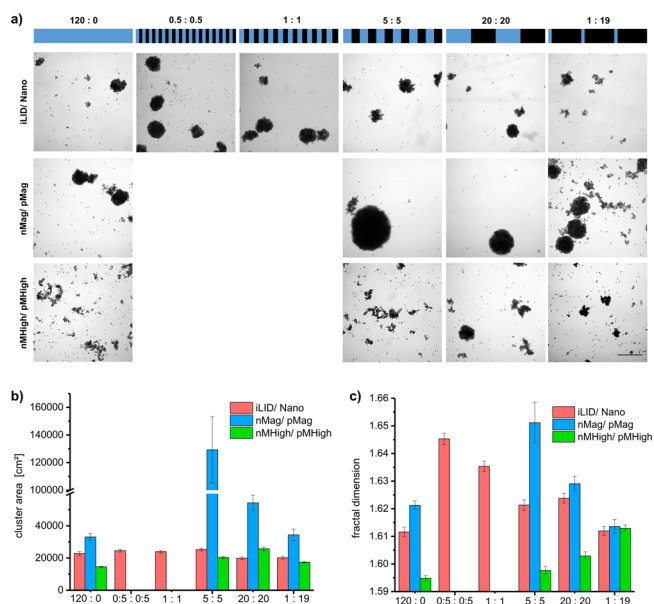 a)
120 : 0
0.5 : 0.5
1 : 1
5 : 5
20 : 20
1 : 19
iLID/ Nano
nMag/ pMag
nMHigh/ pMHigh
b)
iLID/ Nano
nMag/ pMag
nMHigh/ pMHigh
cluster area [cm²]
160000
140000
120000
100000
60000
40000
20000
0
120 : 0
0.5 : 0.5
1 : 1
5 : 5
20 : 20
1 : 19
c)
iLID/ Nano
nMag/ pMag
nMHigh/ pMHigh
fractal dimension
1.66
1.65
1.64
1.63
1.62
1.61
1.60
1.59
120 : 0
0.5 : 0.5
1 : 1
5 : 5
20 : 20
1 : 19